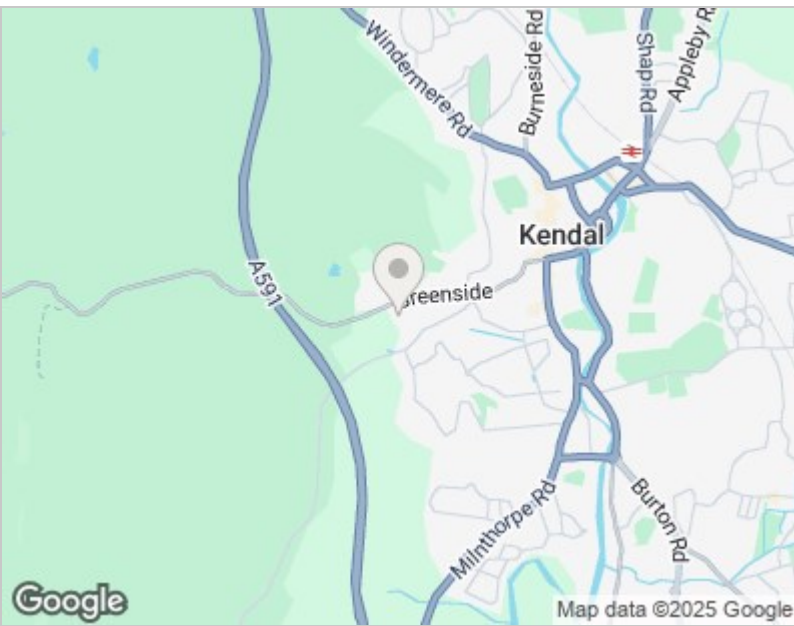 Windermere Rd
Burneside Rd
Shap Rd
Appleby R
Kendal
A591
reenside
Milnthorpe Rd
Burton Rd
Google
Map data ©2025 Google